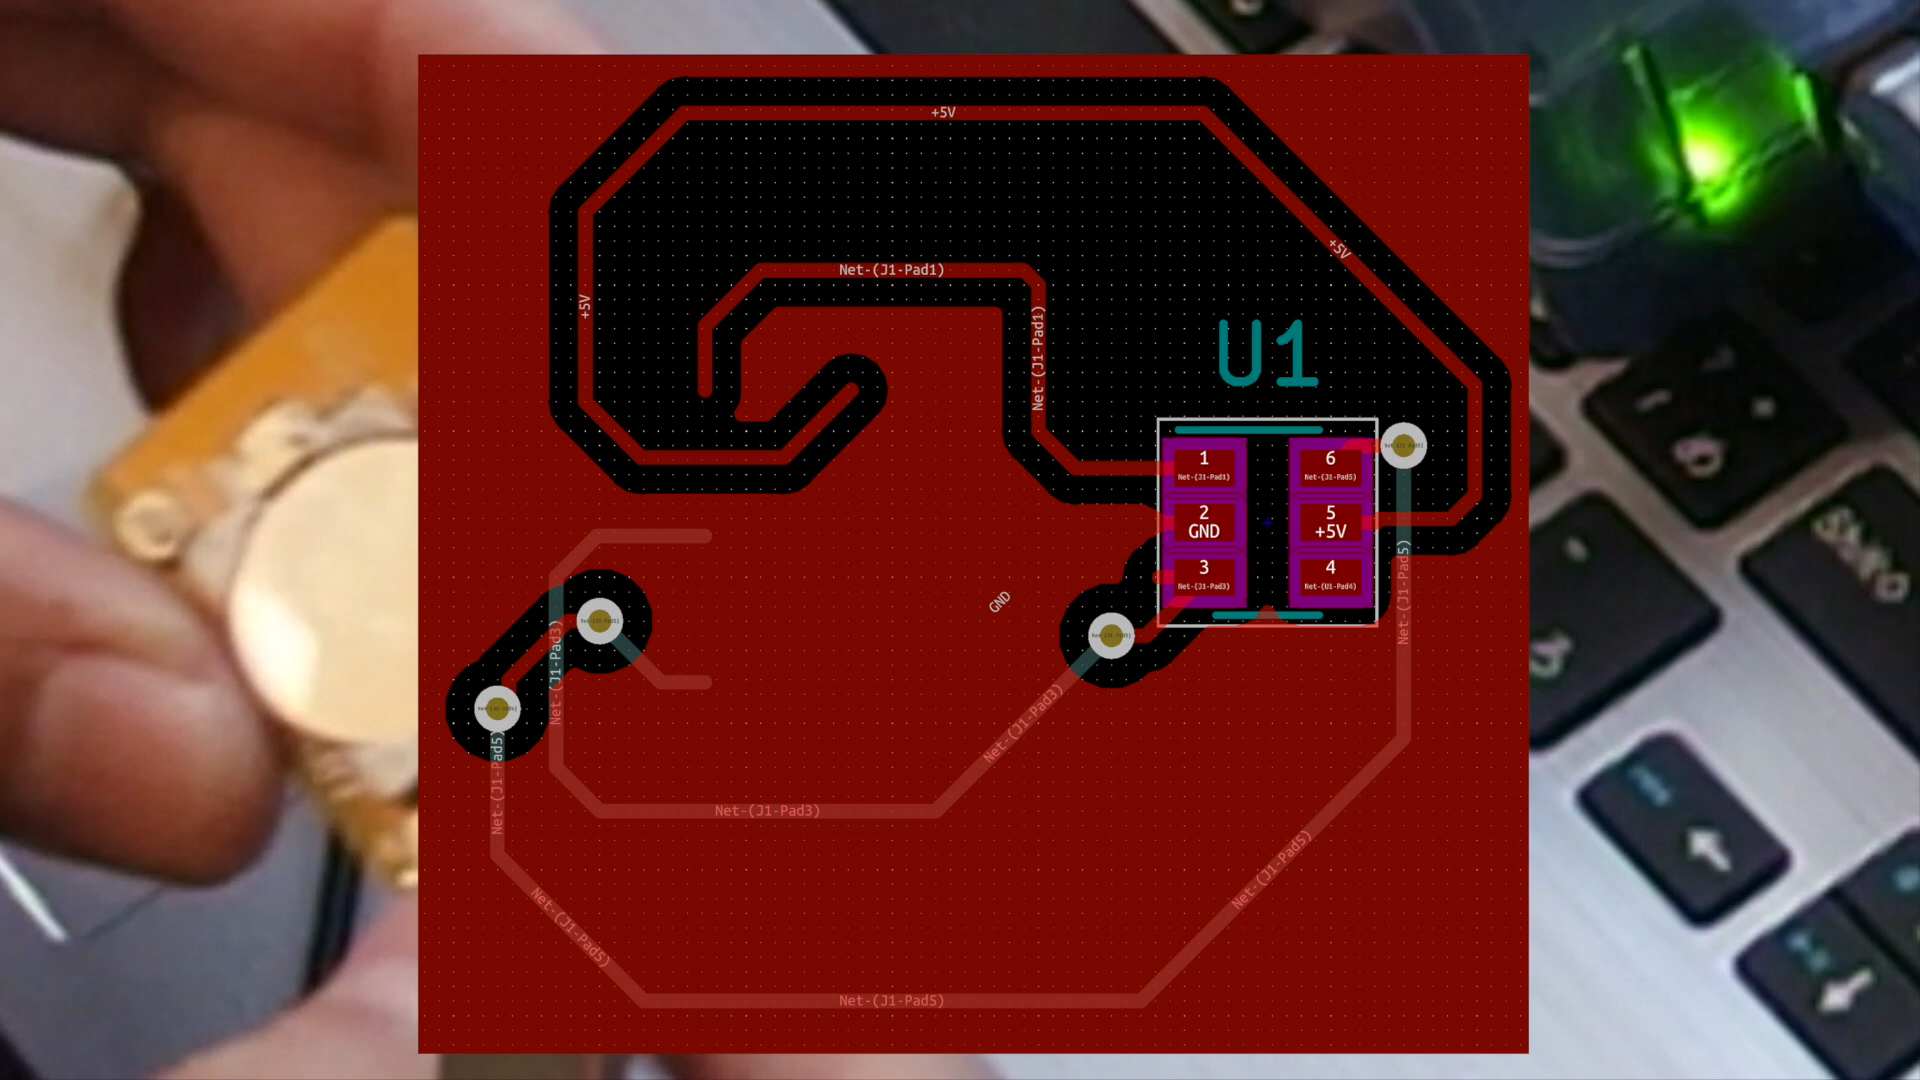 +5V
+5V
Net-(J1-Pad1)
+5V
Net-(J1-Pad1)
U1
1
Net-(J1-Pad1)
6
Net-(J1-Pad5)
2
GND
5
+5V
3
Net-(J1-Pad3)
4
Net-(U1-Pad4)
Net-(J1-Pad5)
GND
Net-(J1-Pad3)
Net-(J1-Pad3)
Net-(J1-Pad5)
Net-(J1-Pad3)
Net-(J1-Pad5)
Net-(J1-Pad5)
Net-(J1-Pad5)